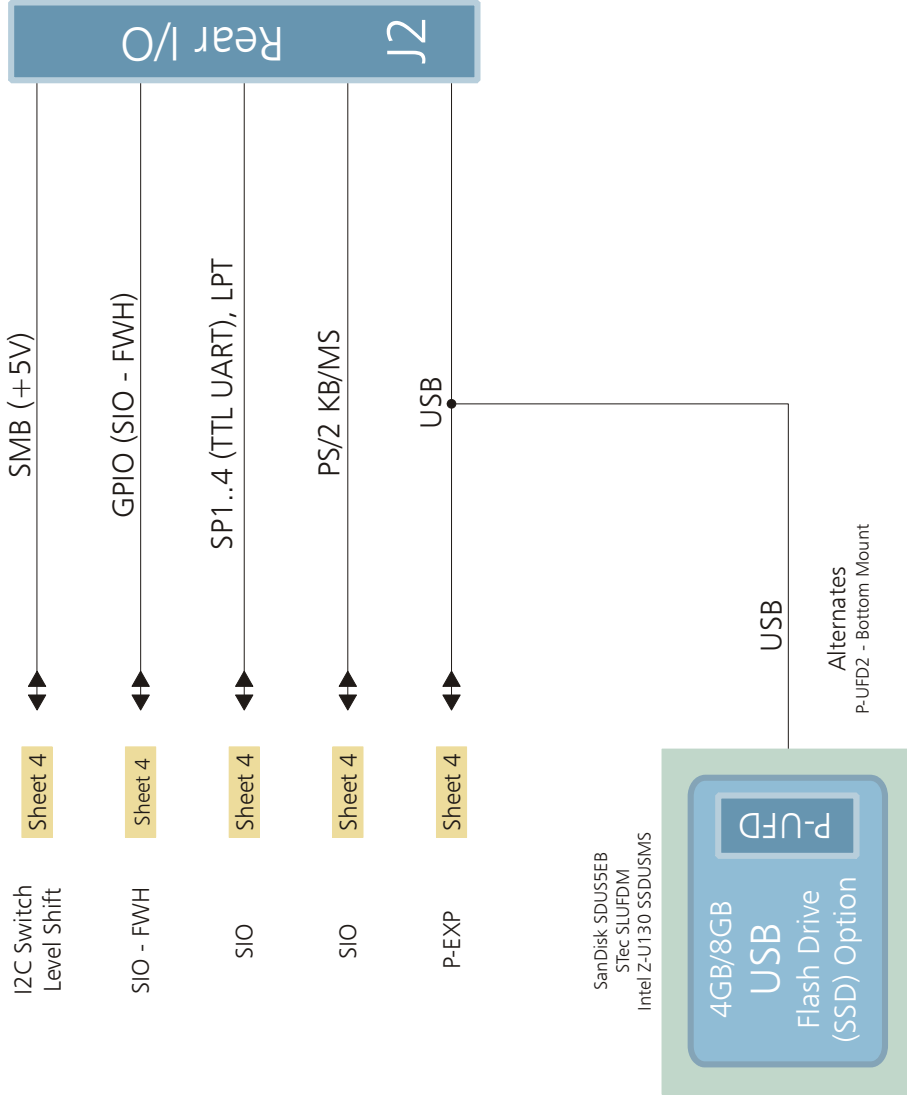 Rear I/O
J2
SMB (+5V)
GPIO (SIO - FWH)
SP1..4 (TTL UART), LPT
PS/2 KB/MS
USB
USB
Alternates
P-UFD2 - Bottom Mount
Sheet 4
Sheet 4
Sheet 4
Sheet 4
Sheet 4
I2C Switch
Level Shift
SIO - FWH
SIO
SIO
P-EXP
SanDisk SDUS5EB
STec SLUFDM
Intel Z-U130 SSDUSMS
P-UFD
4GB/8GB
USB
Flash Drive
(SSD) Option